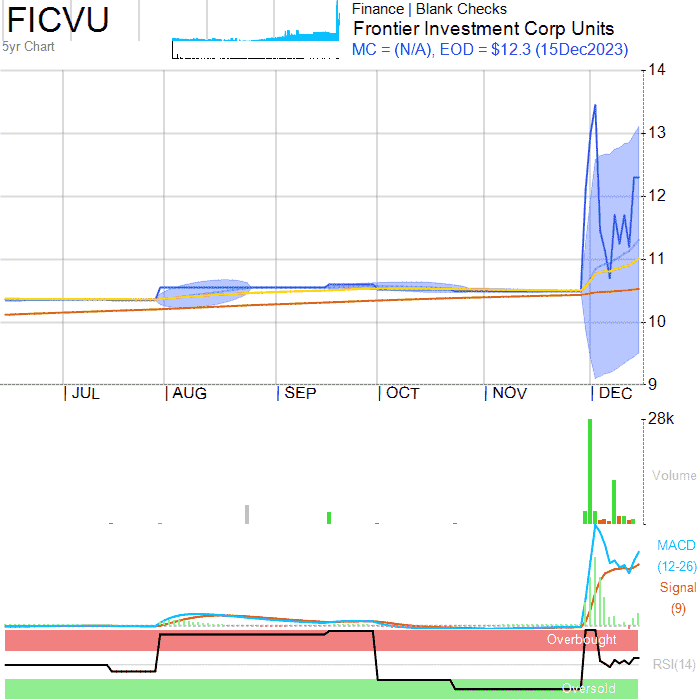 FICVU
5yr Chart
Finance | Blank Checks
Frontier Investment Corp Units
MC = (N/A), EOD = $12.3 (15Dec2023)
14
13
12
11
10
9
JUL
AUG
SEP
OCT
NOV
DEC
28k
Volume
MACD
(12-26)
Signal
(9)
Overbought
RSI(14)
Oversold